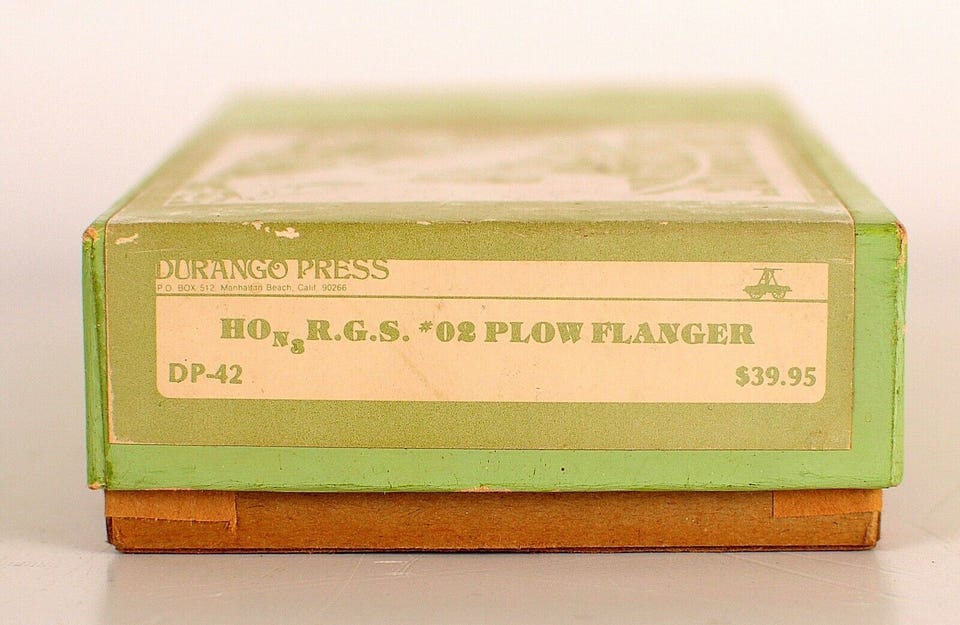 DURANGO PRESS
P.O. BOX 512, Manhattan Beach, Calif. 90266
HOn3 R.G.S. #02 PLOW FLANGER
DP-42 $39.95